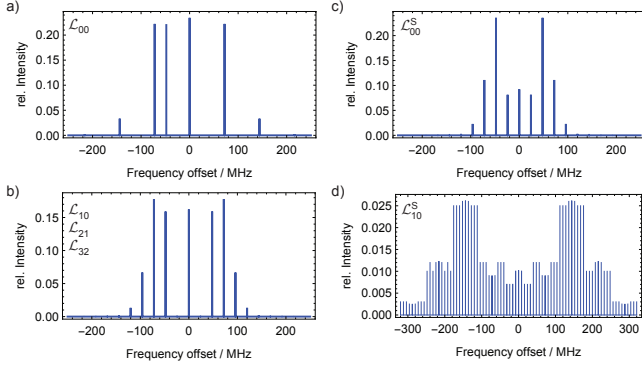 a)
ℒ00
rel. Intensity
0.20
0.15
0.10
0.05
0.00
−200 −100 0 100 200
Frequency offset / MHz
c)
ℒ00^S
rel. Intensity
0.20
0.15
0.10
0.05
0.00
−200 −100 0 100 200
Frequency offset / MHz
b)
ℒ10
ℒ21
ℒ32
rel. Intensity
0.15
0.10
0.05
0.00
−200 −100 0 100 200
Frequency offset / MHz
d)
ℒ10^S
rel. Intensity
0.025
0.020
0.015
0.010
0.005
0.000
−300 −200 −100 0 100 200 300
Frequency offset / MHz